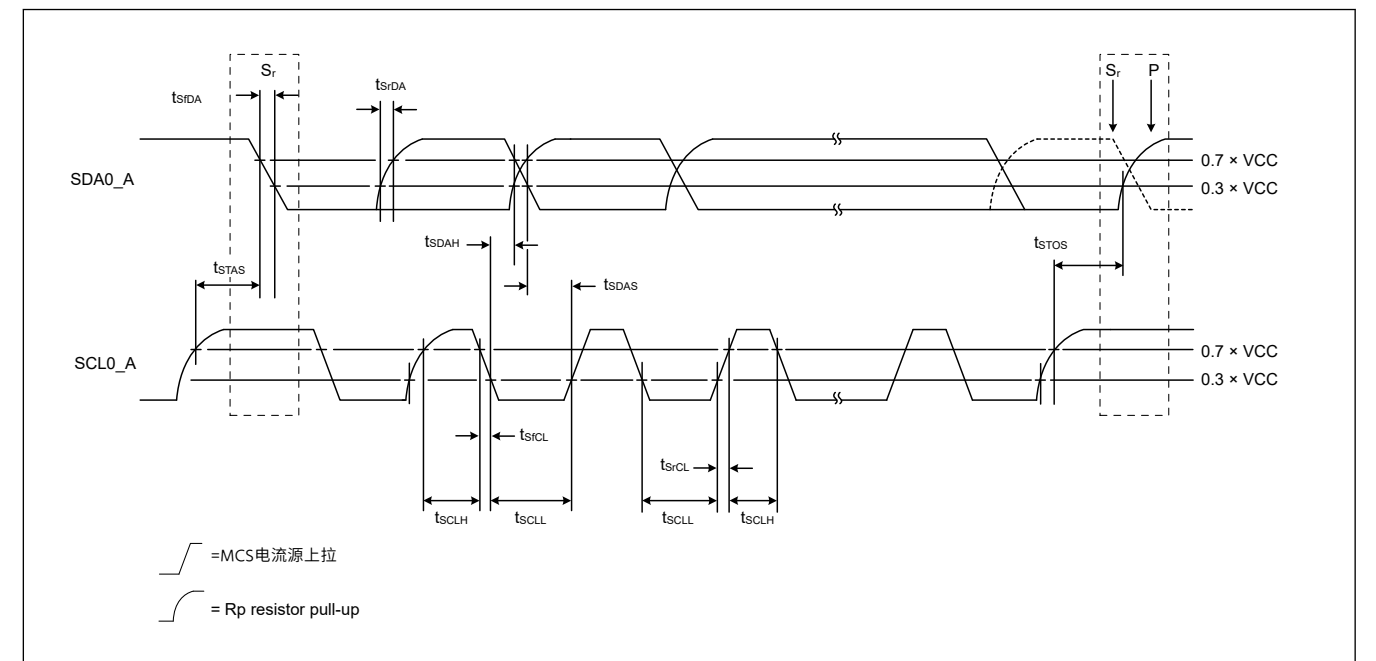 Sr
Sr
P
tSfDA
tSrDA
0.7 × VCC
SDA0_A
0.3 × VCC
tSDAH
tSTOS
tSTAS
tSDAS
0.7 × VCC
SCL0_A
0.3 × VCC
tSfCL
tSrCL
tSCLH
tSCLL
tSCLL
tSCLH
=MCS电流源上拉
= Rp resistor pull-up